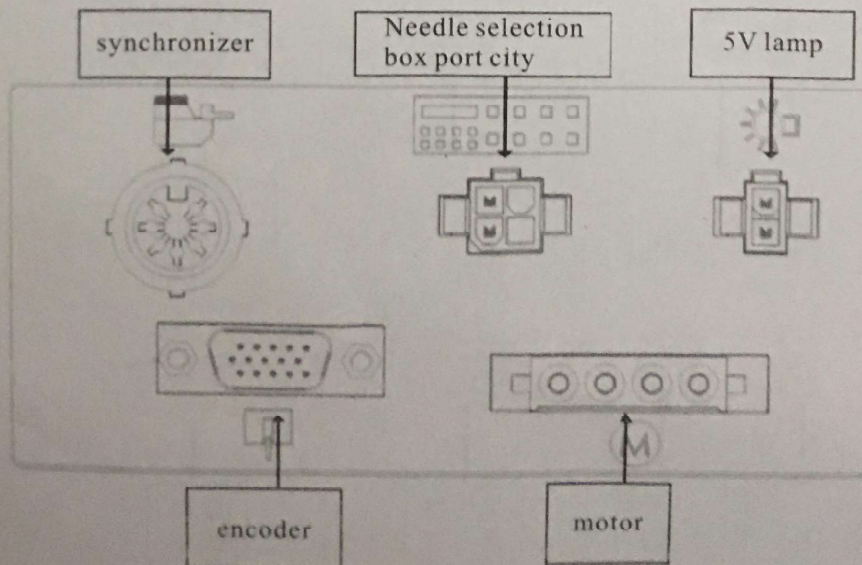 synchronizer
Needle selection
box port city
5V lamp
M
encoder
motor